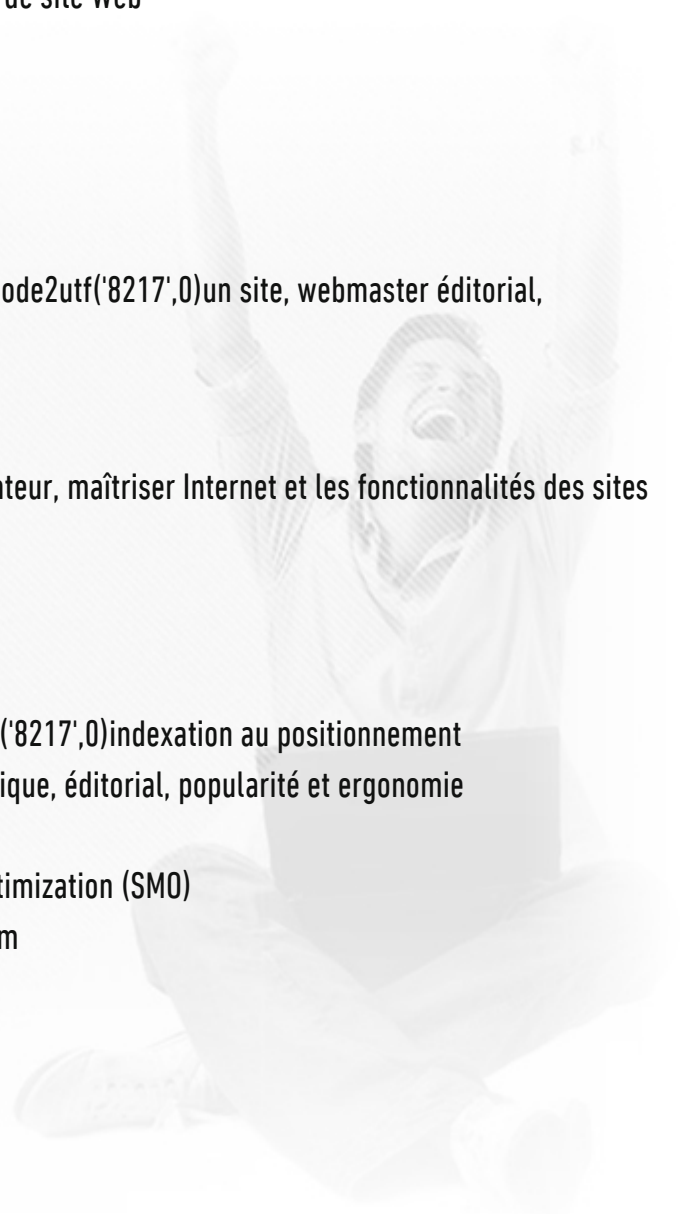 de site Web
ode2utf('8217',0)un site, webmaster éditorial,
ateur, maîtriser Internet et les fonctionnalités des sites
('8217',0)indexation au positionnement
ique, éditorial, popularité et ergonomie
timization (SMO)
m